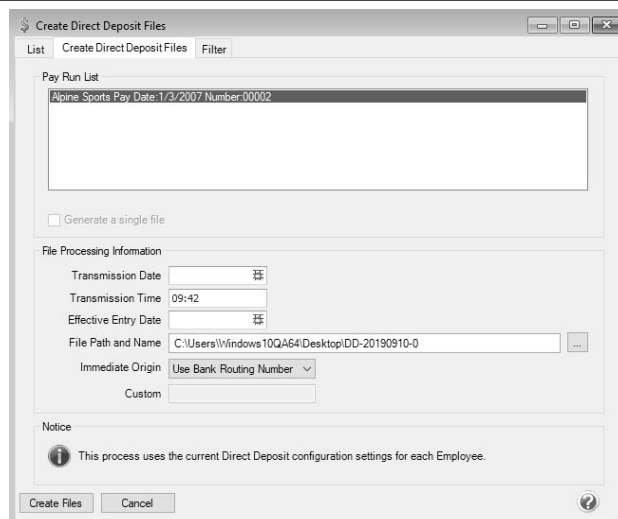 Create Direct Deposit Files
List Create Direct Deposit Files Filter
Pay Run List
Alpine Sports Pay Date:1/3/2007 Number:00002
Generate a single file
File Processing Information
Transmission Date
Transmission Time 09:42
Effective Entry Date
File Path and Name C:\Users\Windows10QA64\Desktop\DD-20190910-0 ...
Immediate Origin Use Bank Routing Number
Custom
Notice
This process uses the current Direct Deposit configuration settings for each Employee.
Create Files Cancel